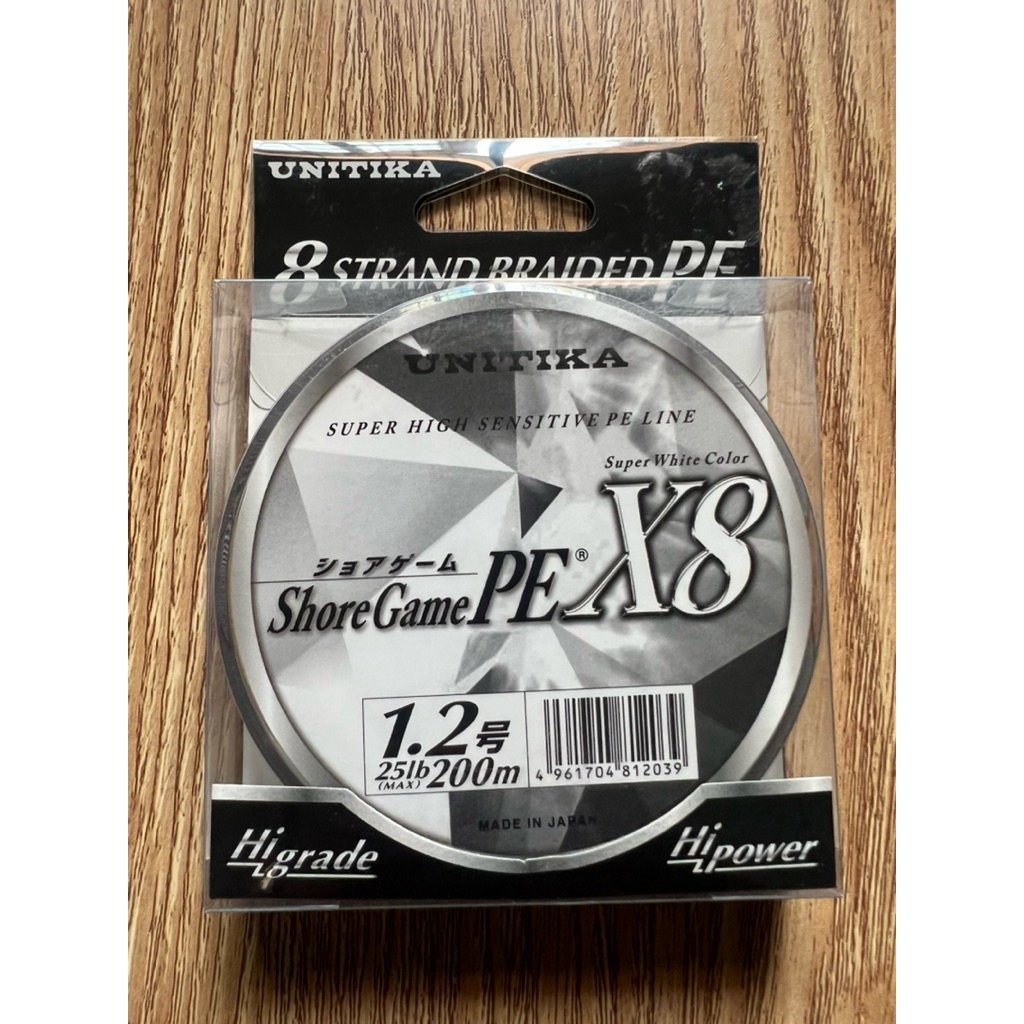 UNITIKA
8 STRAND BRAIDED PE
UNITIKA
SUPER HIGH SENSITIVE PE LINE
Super White Color
ショアゲーム
Shore Game PE® X8
1.2号
25lb 200m
(MAX)
4 961704 812039
MADE IN JAPAN
Hi grade
Hi power